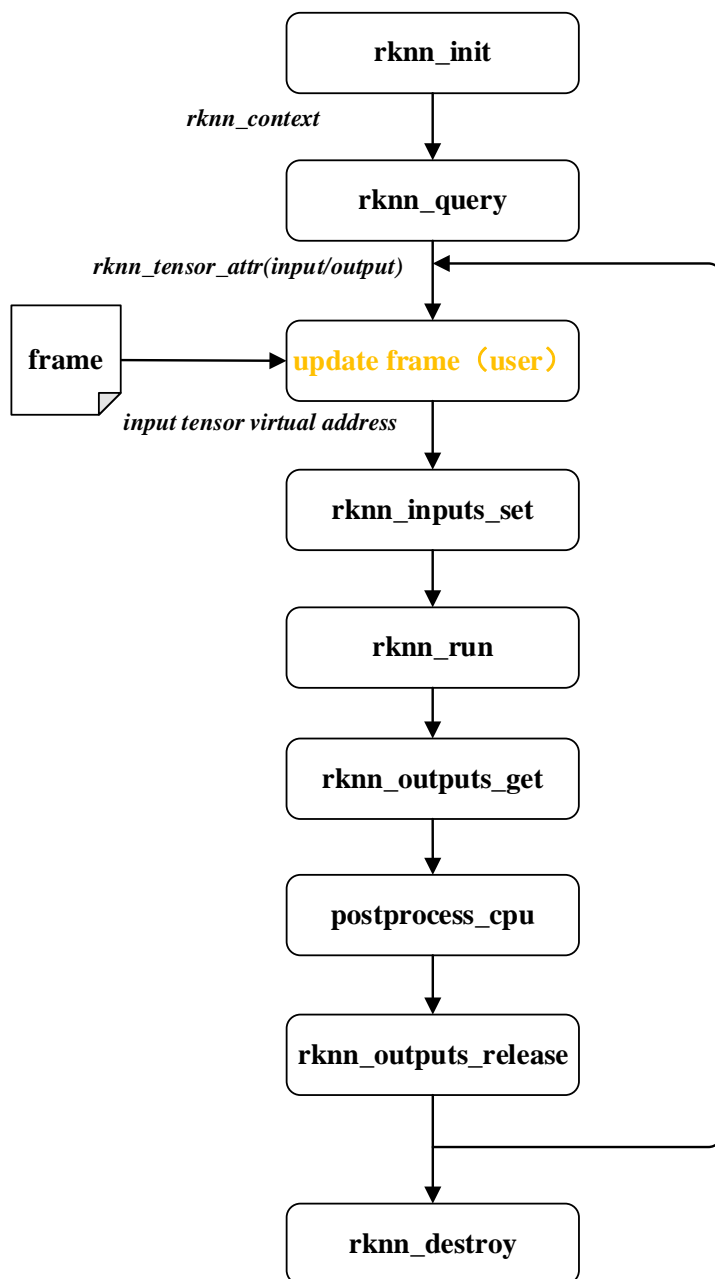 rknn_init
rknn_context
rknn_query
rknn_tensor_attr(input/output)
frame
update frame（user）
input tensor virtual address
rknn_inputs_set
rknn_run
rknn_outputs_get
postprocess_cpu
rknn_outputs_release
rknn_destroy